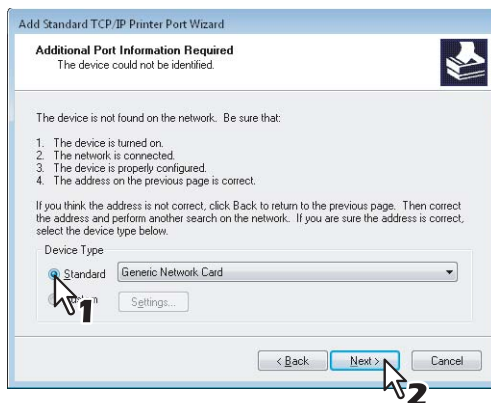 Add Standard TCP/IP Printer Port Wizard
Additional Port Information Required
The device could not be identified.
The device is not found on the network. Be sure that:
1. The device is turned on.
2. The network is connected.
3. The device is properly configured.
4. The address on the previous page is correct.
If you think the address is not correct, click Back to return to the previous page. Then correct
the address and perform another search on the network. If you are sure the address is correct,
select the device type below.
Device Type
Standard Generic Network Card
1 Settings...
< Back Next > Cancel
2